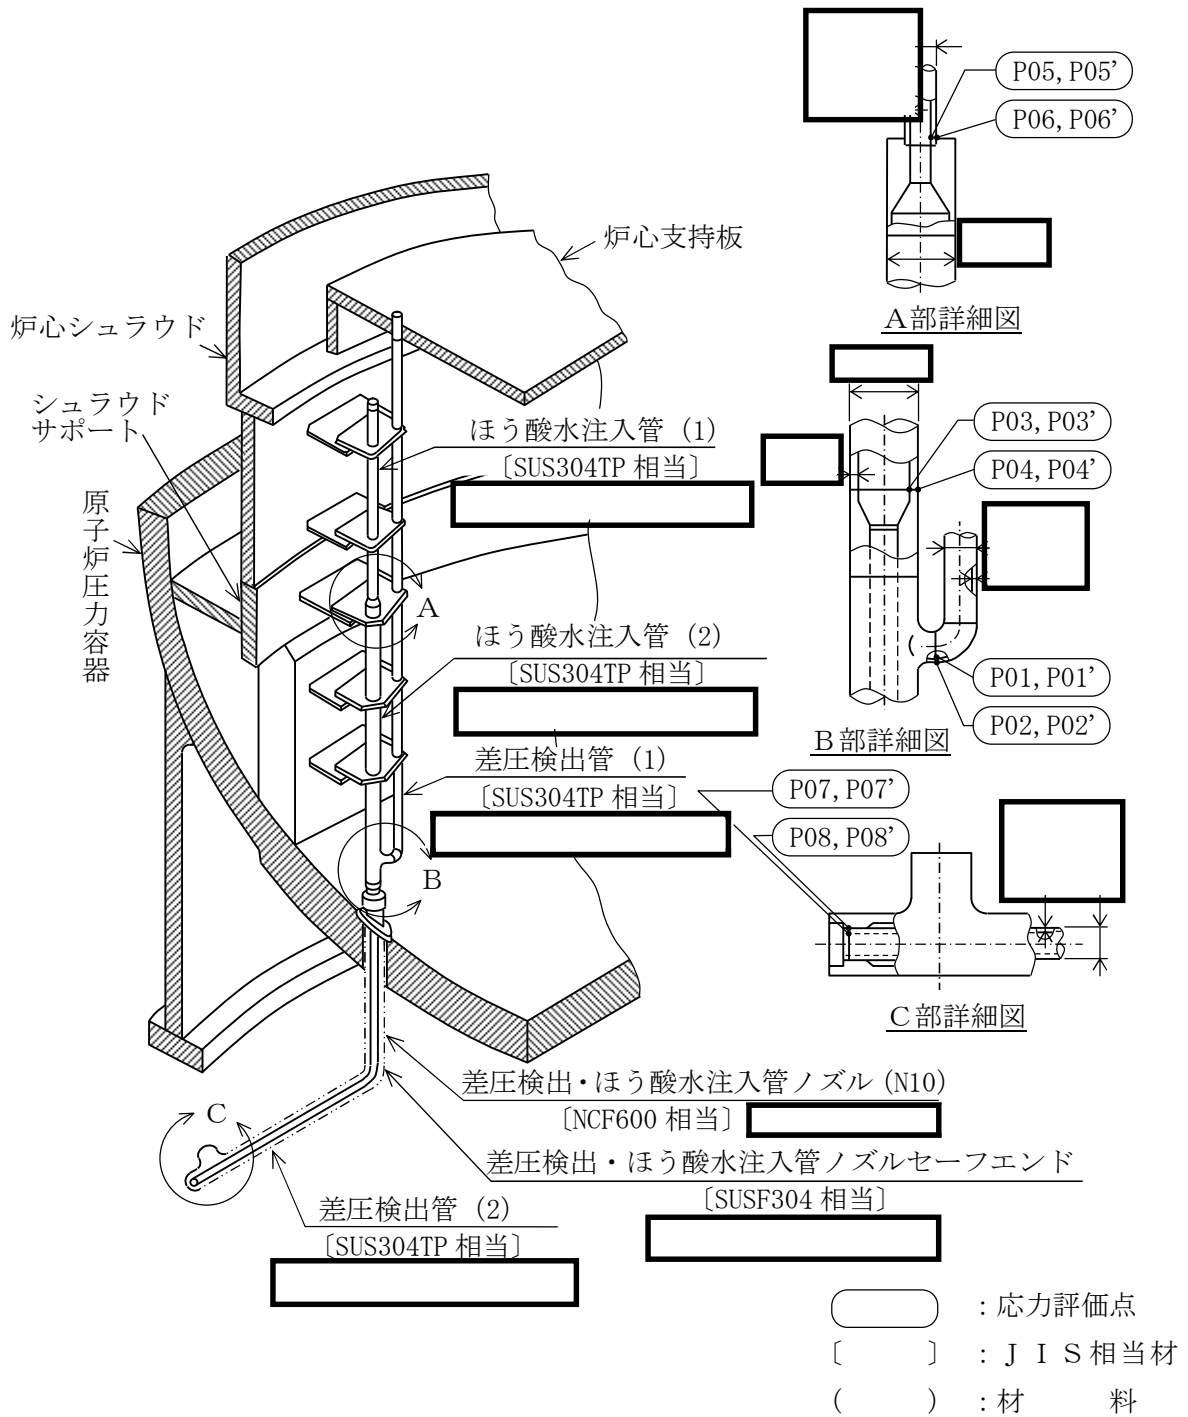 P05, P05’
P06, P06’
A部詳細図
炉心支持板
炉心シュラウド
シュラウド
サポート
原子炉圧力容器
ほう酸水注入管 (1)
〔SUS304TP 相当〕
A
ほう酸水注入管 (2)
〔SUS304TP 相当〕
差圧検出管 (1)
〔SUS304TP 相当〕
B
P03, P03’
P04, P04’
P01, P01’
P02, P02’
B部詳細図
P07, P07’
P08, P08’
C部詳細図
差圧検出・ほう酸水注入管ノズル (N10)
〔NCF600 相当〕
C
差圧検出・ほう酸水注入管ノズルセーフエンド
〔SUSF304 相当〕
差圧検出管 (2)
〔SUS304TP 相当〕
：応力評価点
〔　　　〕：ＪＩＳ相当材
(　　　)：材　　料